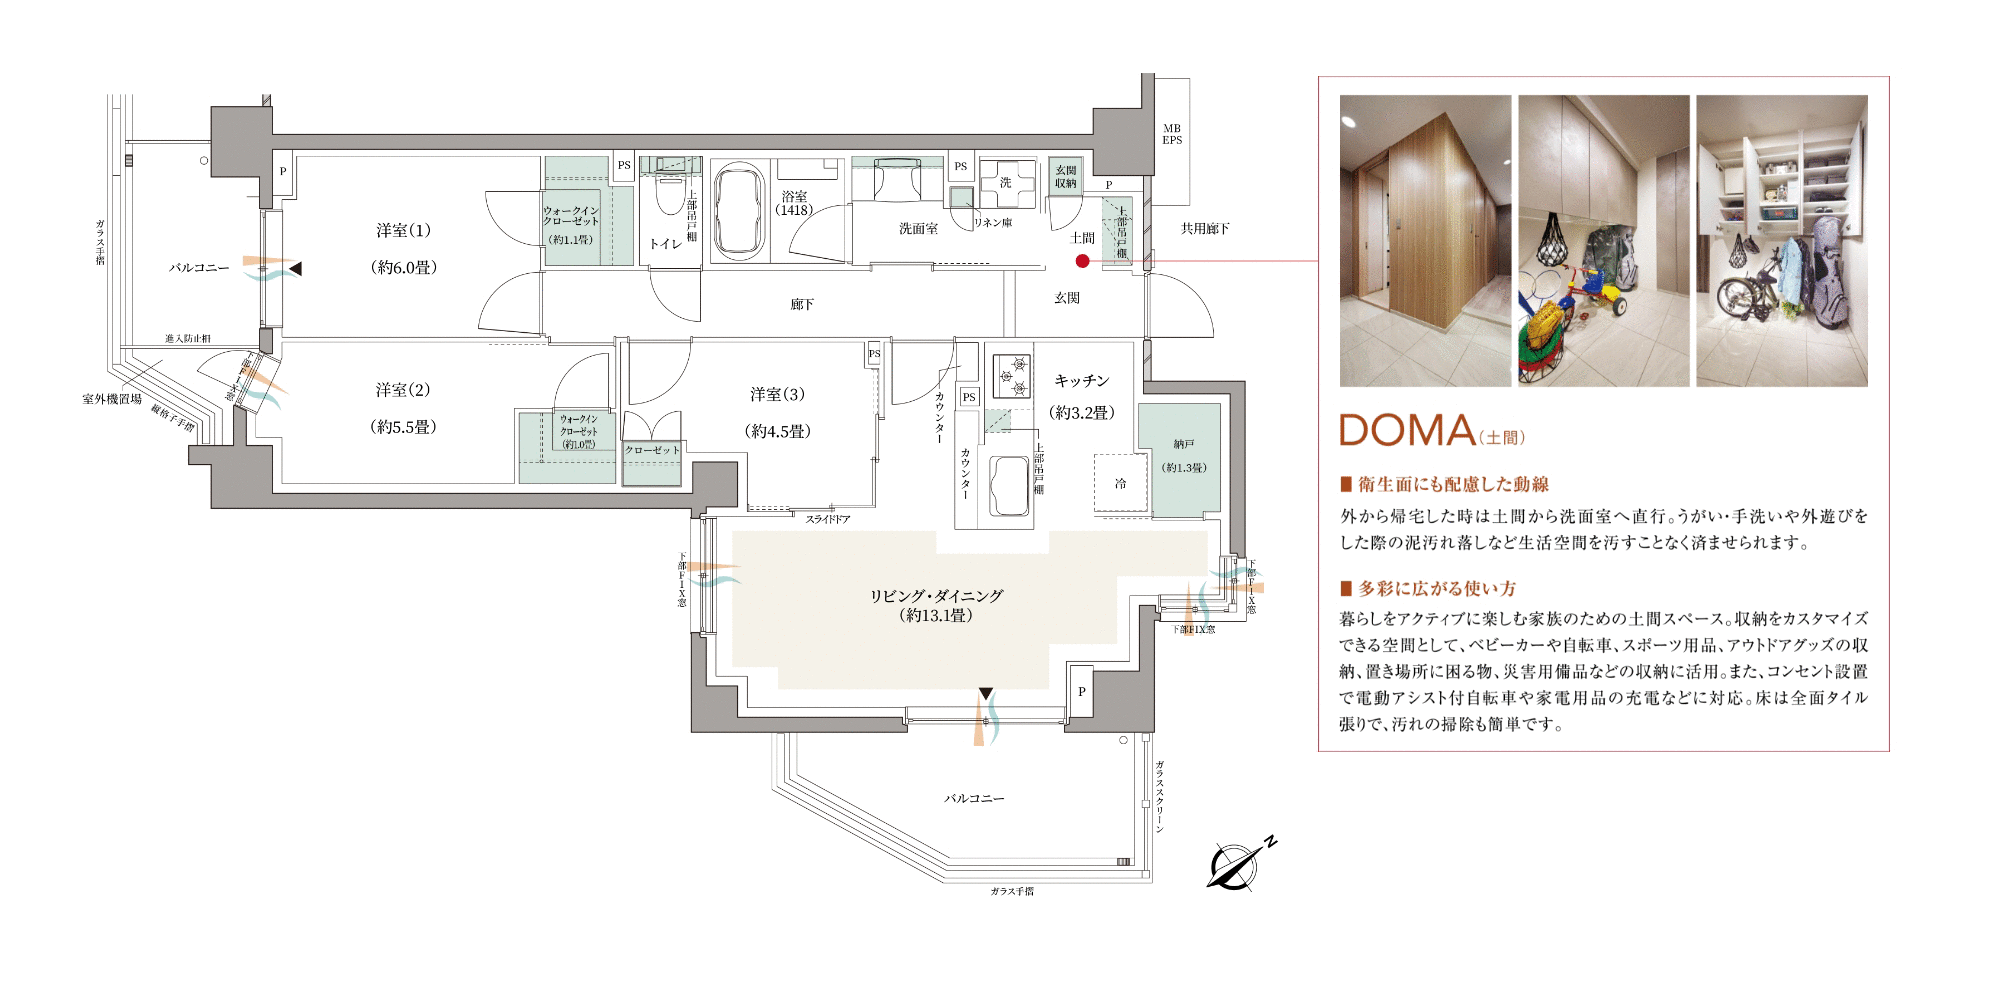 MB
EPS
P
PS
PS
玄関
収納
P
洗
浴室
(1418)
上部吊戸棚
ウォークイン
クローゼット
(約1.1畳)
トイレ
洗面室
リネン庫
土間
上部吊戸棚
共用廊下
ガラス手摺
バルコニー
洋室(1)
(約6.0畳)
廊下
玄関
進入防止柵
下部FIX窓
室外機置場
縦格子手摺
洋室(2)
(約5.5畳)
ウォークイン
クローゼット
(約1.0畳)
クローゼット
洋室(3)
(約4.5畳)
PS
PS
カウンター
カウンター
上部吊戸棚
キッチン
(約3.2畳)
納戸
(約1.3畳)
冷
スライドドア
下部FIX窓
リビング・ダイニング
(約13.1畳)
下部FIX窓
下部FIX窓
P
バルコニー
ガラススクリーン
ガラス手摺
N
DOMA(土間)
■ 衛生面にも配慮した動線
外から帰宅した時は土間から洗面室へ直行。うがい・手洗いや外遊びを
した際の泥汚れ落しなど生活空間を汚すことなく済ませられます。
■ 多彩に広がる使い方
暮らしをアクティブに楽しむ家族のための土間スペース。収納をカスタマイズ
できる空間として、ベビーカーや自転車、スポーツ用品、アウトドアグッズの収
納、置き場所に困る物、災害用備品などの収納に活用。また、コンセント設置
で電動アシスト付自転車や家電用品の充電などに対応。床は全面タイル
張りで、汚れの掃除も簡単です。